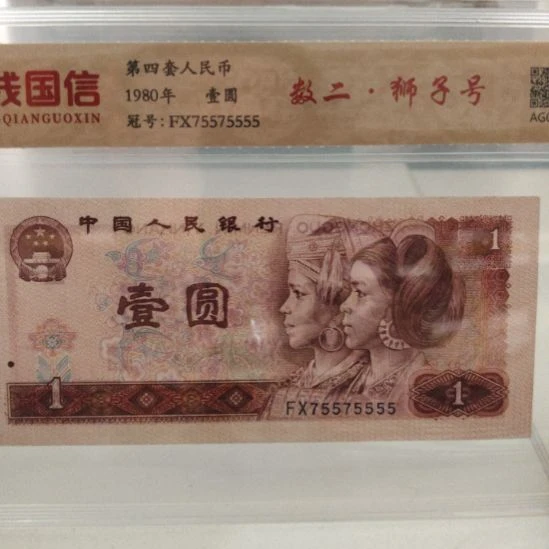 钱国信
QIANGUOXIN
第四套人民币
1980年 壹圆
冠号:FX75575555
数二·狮子号
AG
中国人民银行
1
壹圆
1
FX75575555
1